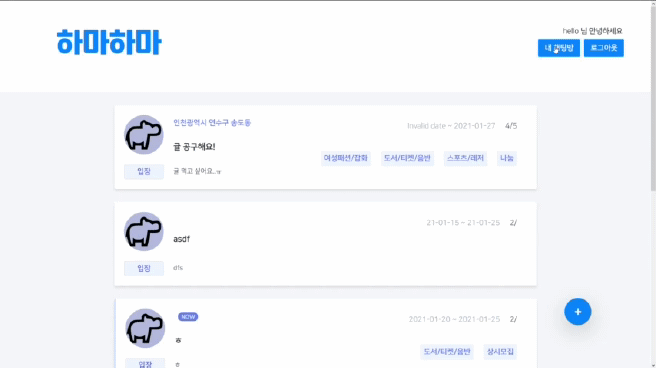 하마하마
hello 님 안녕하세요
내 채팅방
로그아웃
인천광역시 연수구 송도동
Invalid date ~ 2021-01-27 4/5
귤 공구해요!
여성패션/잡화 도서/티켓/음반 스포츠/레저 나눔
입장
귤 먹고 싶어요..ㅠ
21-01-15 ~ 21-01-25 2/
asdf
입장
NOW
2021-01-20 ~ 2021-01-25 2/
ㅎ
도서/티켓/음반 상시모집
입장
ㅎ
+